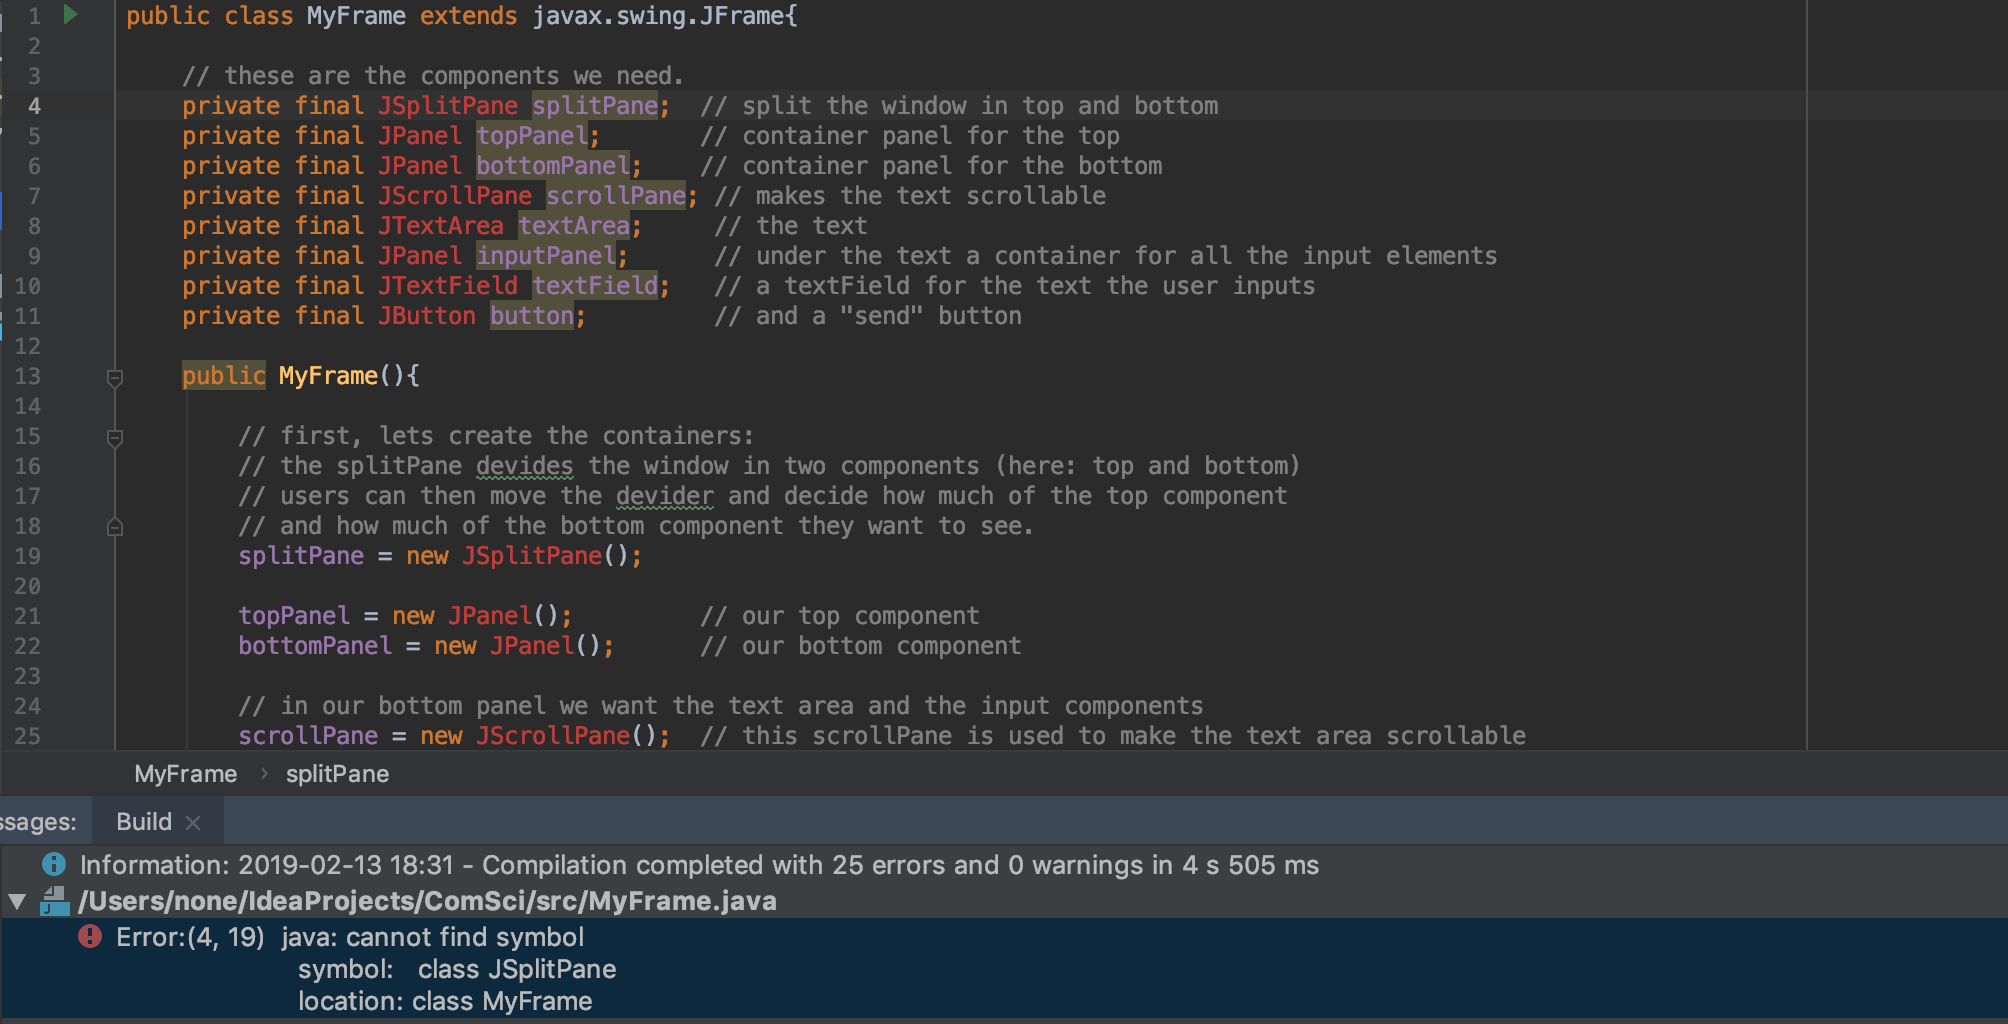 1 public class MyFrame extends javax.swing.JFrame{
2
3 // these are the components we need.
4 private final JSplitPane splitPane; // split the window in top and bottom
5 private final JPanel topPanel; // container panel for the top
6 private final JPanel bottomPanel; // container panel for the bottom
7 private final JScrollPane scrollPane; // makes the text scrollable
8 private final JTextArea textArea; // the text
9 private final JPanel inputPanel; // under the text a container for all the input elements
10 private final JTextField textField; // a textField for the text the user inputs
11 private final JButton button; // and a "send" button
12
13 public MyFrame(){
14
15 // first, lets create the containers:
16 // the splitPane devides the window in two components (here: top and bottom)
17 // users can then move the devider and decide how much of the top component
18 // and how much of the bottom component they want to see.
19 splitPane = new JSplitPane();
20
21 topPanel = new JPanel(); // our top component
22 bottomPanel = new JPanel(); // our bottom component
23
24 // in our bottom panel we want the text area and the input components
25 scrollPane = new JScrollPane(); // this scrollPane is used to make the text area scrollable
MyFrame › splitPane
ssages: Build ×
Information: 2019-02-13 18:31 - Compilation completed with 25 errors and 0 warnings in 4 s 505 ms
/Users/none/IdeaProjects/ComSci/src/MyFrame.java
Error:(4, 19) java: cannot find symbol
symbol: class JSplitPane
location: class MyFrame